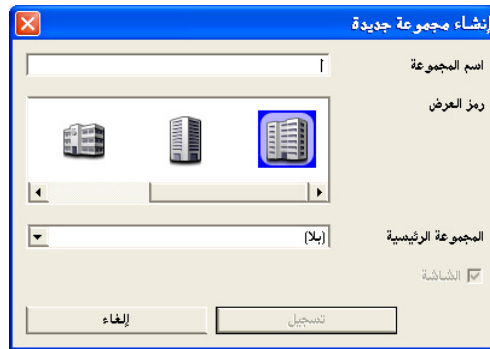 إنشاء مجموعة جديدة
اسم المجموعة
رمز العرض
المجموعة الرئيسية
(بلا)
الشاشة
تسجيل
إلغاء